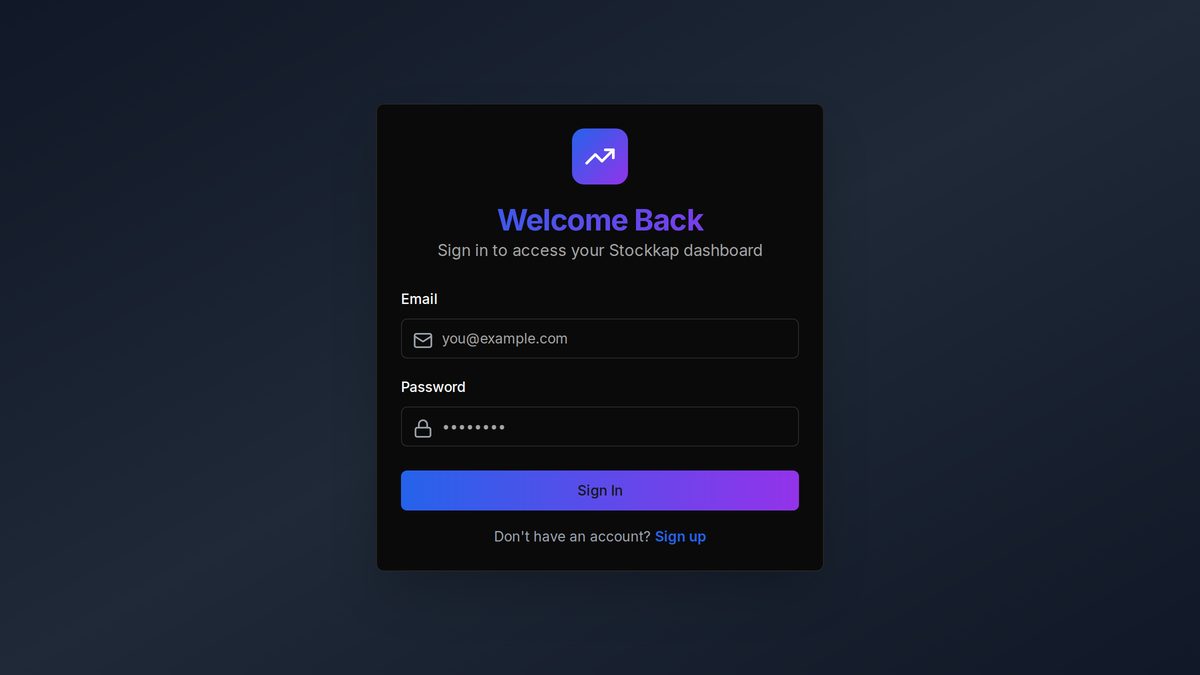 Welcome Back
Sign in to access your Stockkap dashboard
Email
you@example.com
Password
••••••••
Sign In
Don't have an account? Sign up